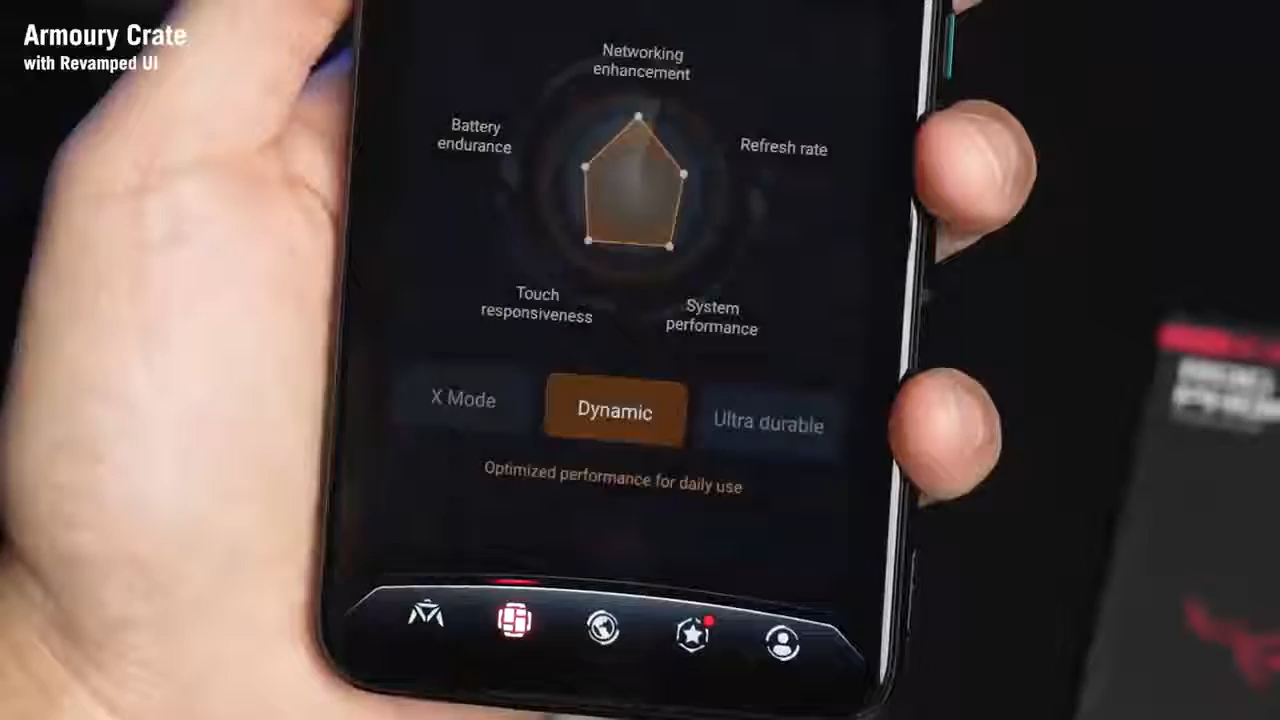 Armoury Crate
with Revamped UI
Networking
enhancement
Battery
endurance
Refresh rate
Touch
responsiveness
System
performance
X Mode
Dynamic
Ultra durable
Optimized performance for daily use